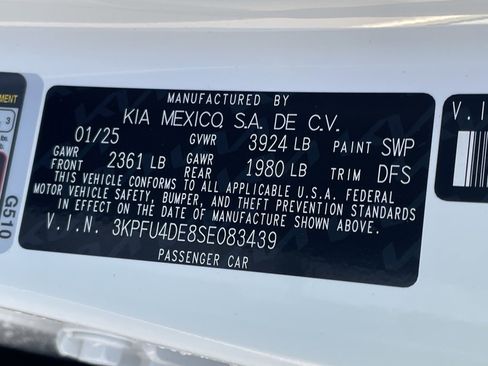 MANUFACTURED BY
KIA MEXICO, S.A. DE C.V.
01/25 GVWR 3924 LB PAINT SWP
GAWR FRONT 2361 LB GAWR REAR 1980 LB TRIM DFS
THIS VEHICLE CONFORMS TO ALL APPLICABLE U.S.A. FEDERAL
MOTOR VEHICLE SAFETY, BUMPER, AND THEFT PREVENTION STANDARDS
IN EFFECT ON THE DATE OF MANUFACTURE SHOWN ABOVE.
V.I.N. 3KPFU4DE8SE083439
PASSENGER CAR
G510
3
lbs.
V.I